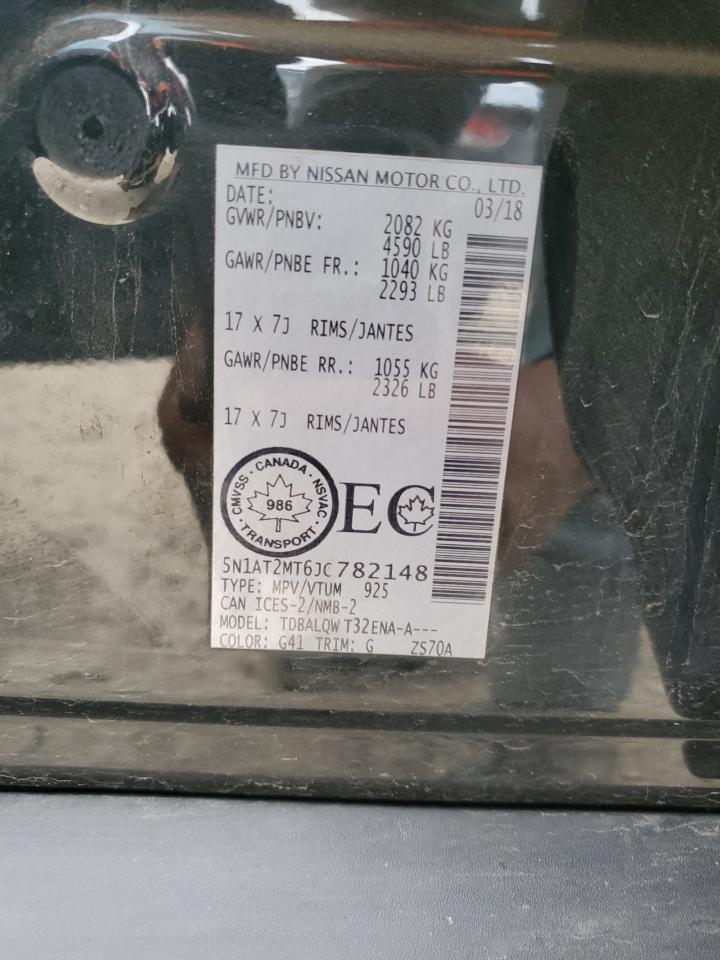 MFD BY NISSAN MOTOR CO., LTD.
DATE: 03/18
GVWR/PNBV: 2082 KG
4590 LB
GAWR/PNBE FR.: 1040 KG
2293 LB
17 X 7J RIMS/JANTES
GAWR/PNBE RR.: 1055 KG
2326 LB
17 X 7J RIMS/JANTES
CMVSS · CANADA · NSVAC
986
· TRANSPORT ·
EC
5N1AT2MT6JC782148
TYPE: MPV/VTUM 925
CAN ICES-2/NMB-2
MODEL: TDBALQW T32ENA-A---
COLOR: G41 TRIM: G ZS70A